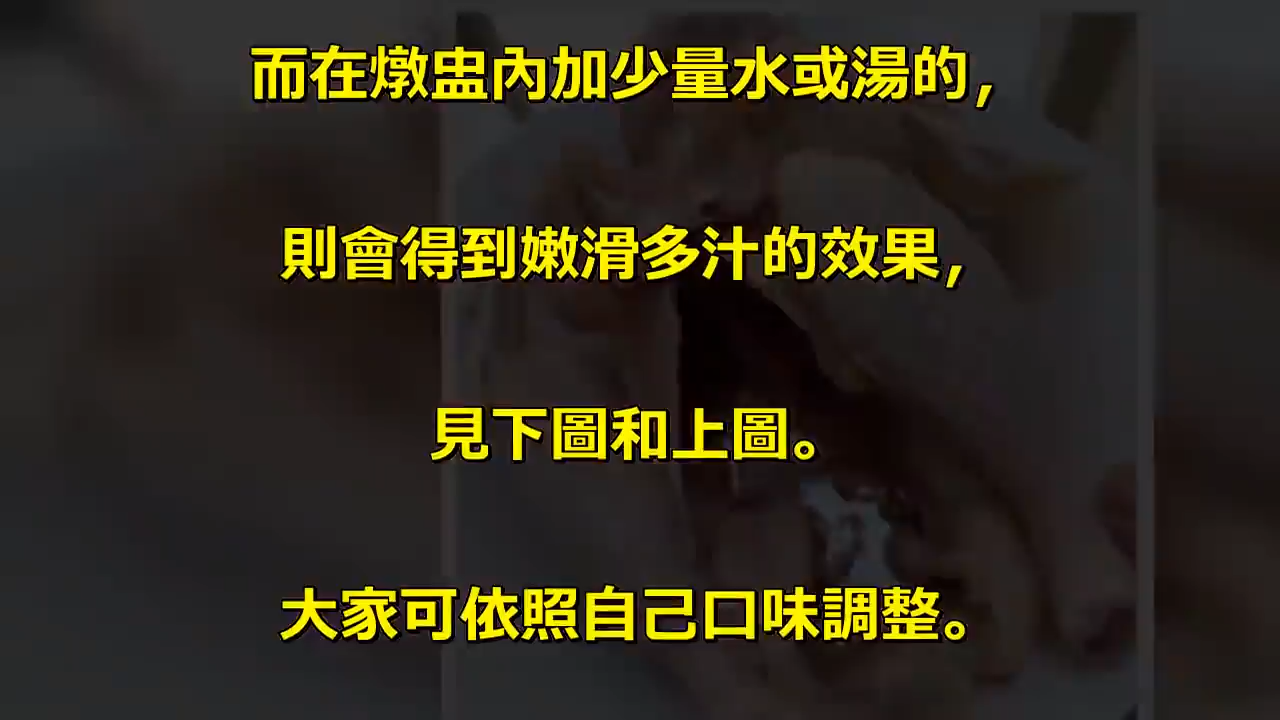 而在燉盅內加少量水或湯的，
則會得到嫩滑多汁的效果，
見下圖和上圖。
大家可依照自己口味調整。